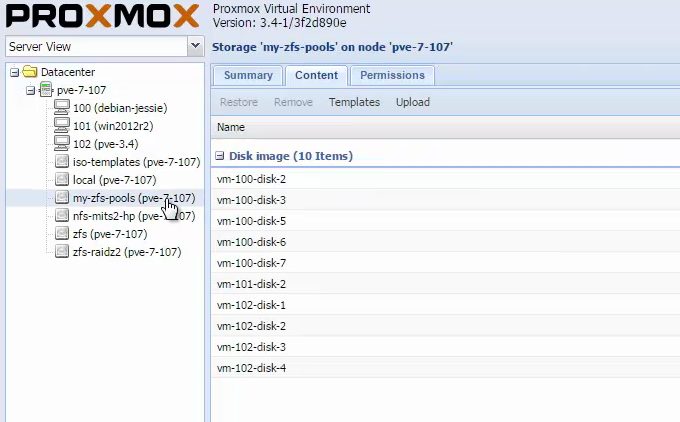 PROXMOX
Proxmox Virtual Environment
Version: 3.4-1/3f2d890e
Server View
Storage 'my-zfs-pools' on node 'pve-7-107'
Datacenter
pve-7-107
100 (debian-jessie)
101 (win2012r2)
102 (pve-3.4)
iso-templates (pve-7-107)
local (pve-7-107)
my-zfs-pools (pve-7-107)
nfs-mits2-hp (pve-7-107)
zfs (pve-7-107)
zfs-raidz2 (pve-7-107)
Summary Content Permissions
Restore Remove Templates Upload
Name
Disk image (10 Items)
vm-100-disk-2
vm-100-disk-3
vm-100-disk-5
vm-100-disk-6
vm-100-disk-7
vm-101-disk-2
vm-102-disk-1
vm-102-disk-2
vm-102-disk-3
vm-102-disk-4